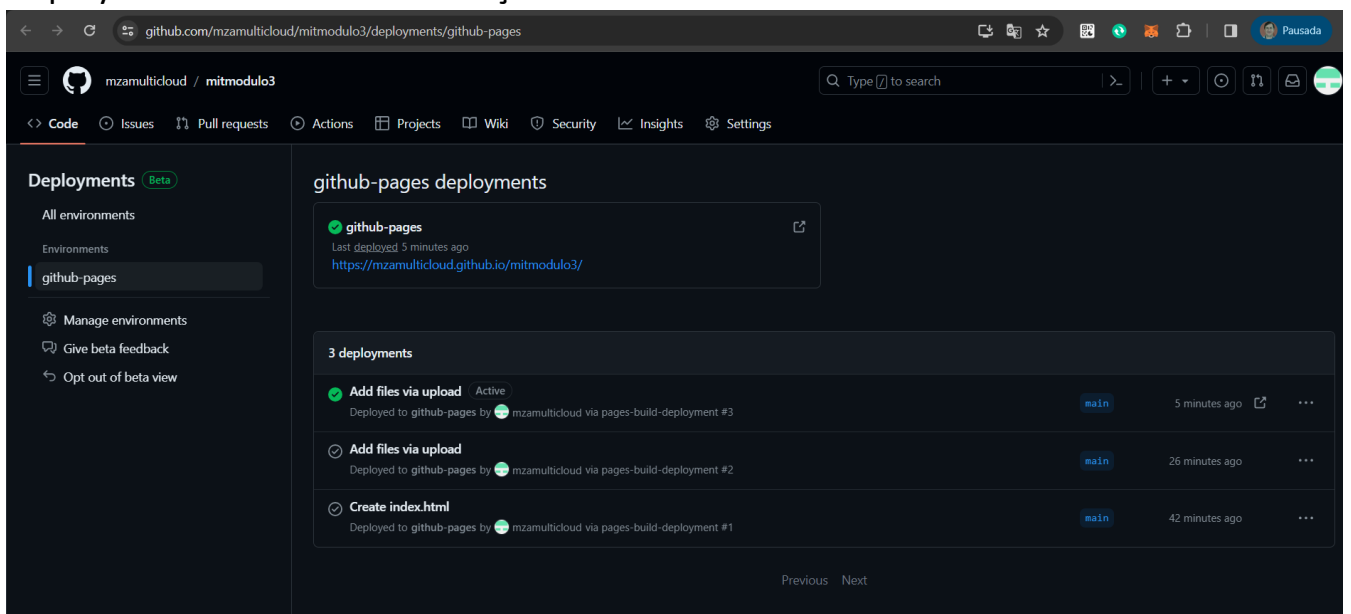 github.com/mzamulticloud/mitmodulo3/deployments/github-pages
Pausada
mzamulticloud / mitmodulo3
Type / to search
<> Code Issues Pull requests Actions Projects Wiki Security Insights Settings
Deployments Beta
All environments
Environments
github-pages
Manage environments
Give beta feedback
Opt out of beta view
github-pages deployments
github-pages
Last deployed 5 minutes ago
https://mzamulticloud.github.io/mitmodulo3/
3 deployments
Add files via upload Active
Deployed to github-pages by mzamulticloud via pages-build-deployment #3
main 5 minutes ago
Add files via upload
Deployed to github-pages by mzamulticloud via pages-build-deployment #2
main 26 minutes ago
Create index.html
Deployed to github-pages by mzamulticloud via pages-build-deployment #1
main 42 minutes ago
Previous Next